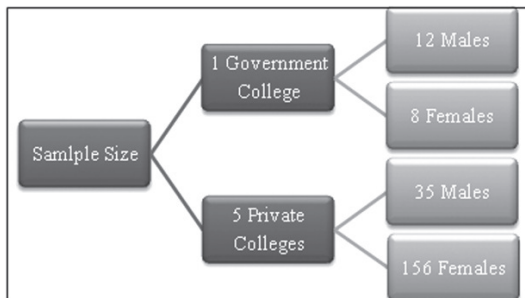 Samlple Size
1 Government
College
12 Males
8 Females
5 Private
Colleges
35 Males
156 Females